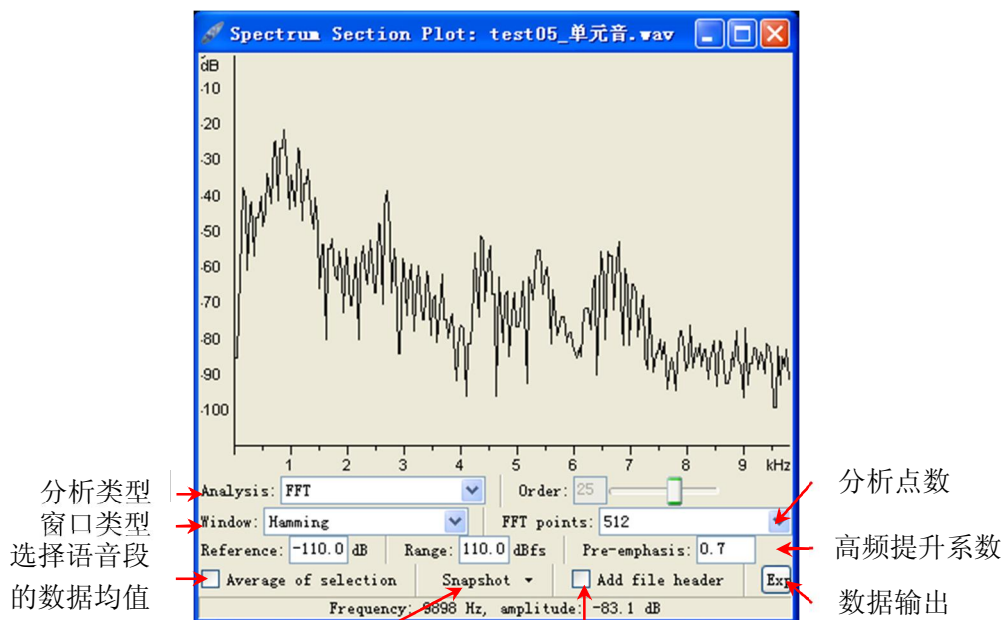 Spectrum Section Plot: test05_单元音.wav
dB
-10
-20
-30
-40
-50
-60
-70
-80
-90
-100
1 2 3 4 5 6 7 8 9 kHz
分析类型
Analysis: FFT Order: 25
分析点数
窗口类型
Window: Hamming FFT points: 512
选择语音段
的数据均值
Reference: -110.0 dB Range: 110.0 dBfs Pre-emphasis: 0.7
高频提升系数
Average of selection Snapshot Add file header Exp
数据输出
Frequency: 9898 Hz, amplitude: -83.1 dB